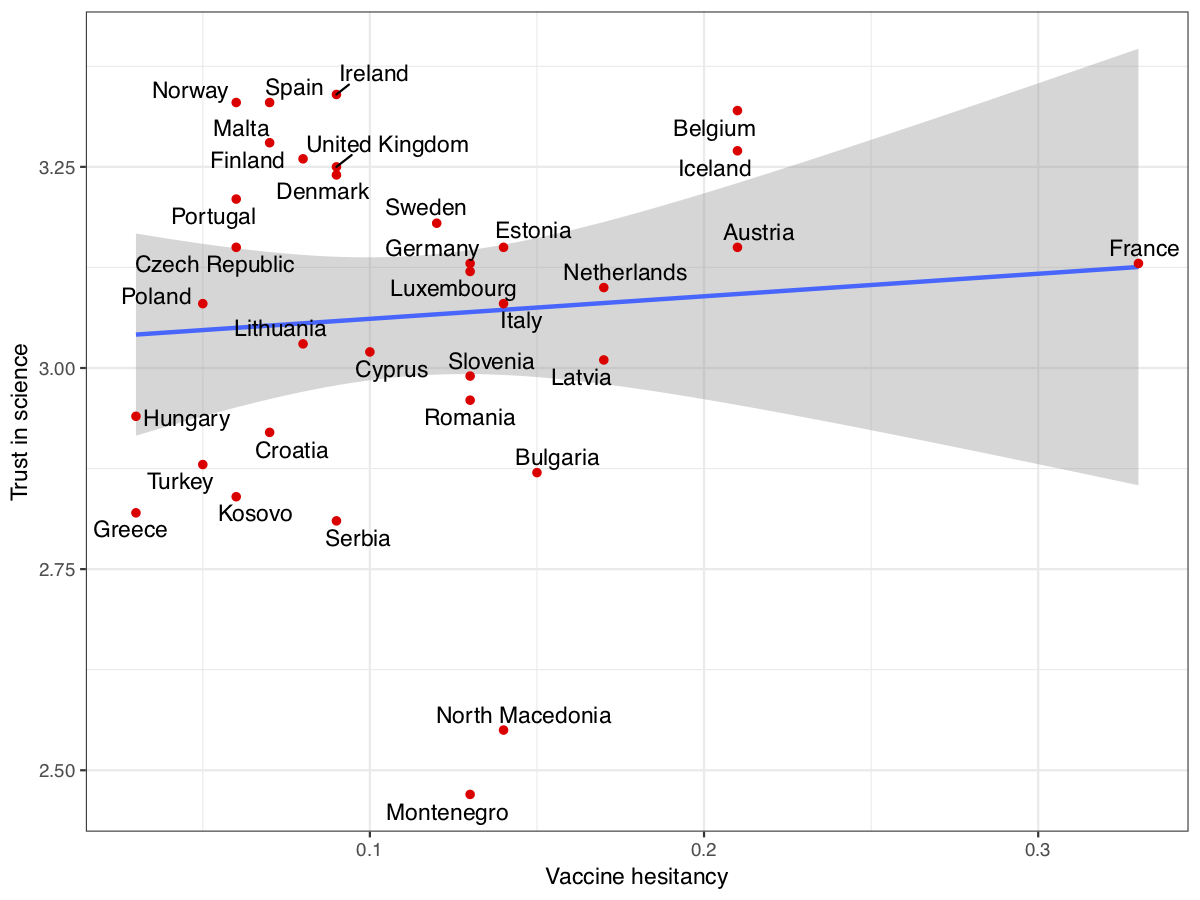 Ireland
Norway
Spain
Malta
United Kingdom
Belgium
Finland
Iceland
3.25
Denmark
Sweden
Portugal
Estonia
Austria
Germany
France
Czech Republic
Netherlands
Luxembourg
Poland
Italy
Lithuania
Slovenia
3.00
Cyprus
Latvia
Hungary
Romania
Croatia
Bulgaria
Turkey
Kosovo
Greece
Serbia
2.75
North Macedonia
2.50
Montenegro
0.1
0.2
0.3
Vaccine hesitancy
Trust in science